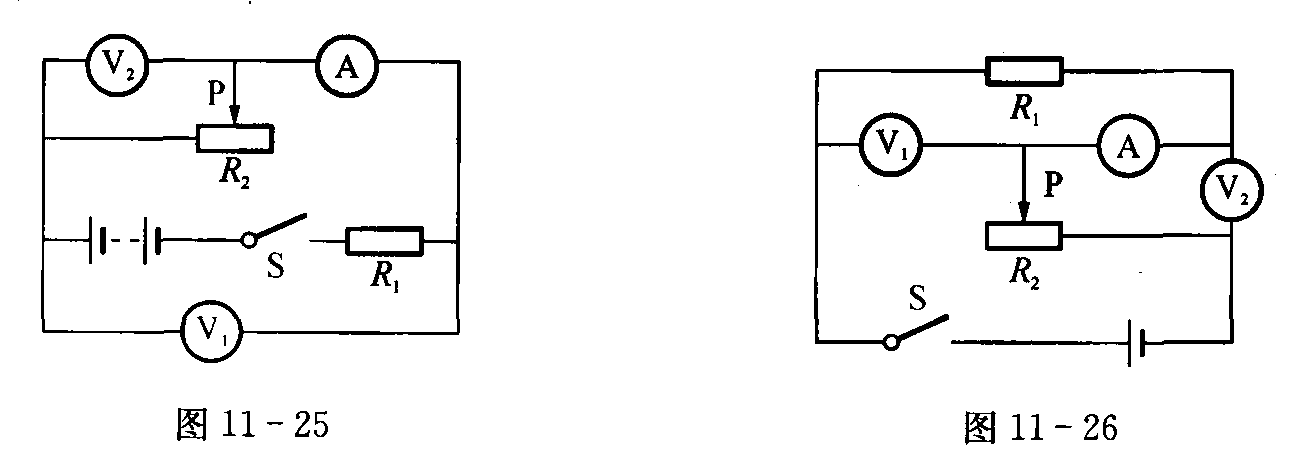 V₂
A
P
R₂
S
R₁
V₁
图 11-25
R₁
V₁
A
P
V₂
R₂
S
图 11-26